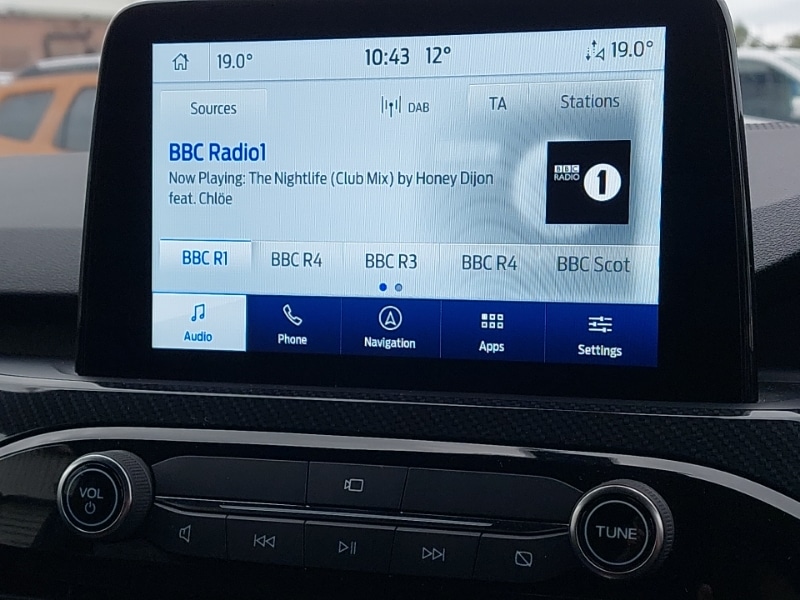 19.0° 10:43 12° 19.0°
Sources DAB TA Stations
BBC Radio1
Now Playing: The Nightlife (Club Mix) by Honey Dijon
feat. Chlöe
BBC
RADIO 1
BBC R1 BBC R4 BBC R3 BBC R4 BBC Scot
Audio Phone Navigation Apps Settings
VOL
TUNE